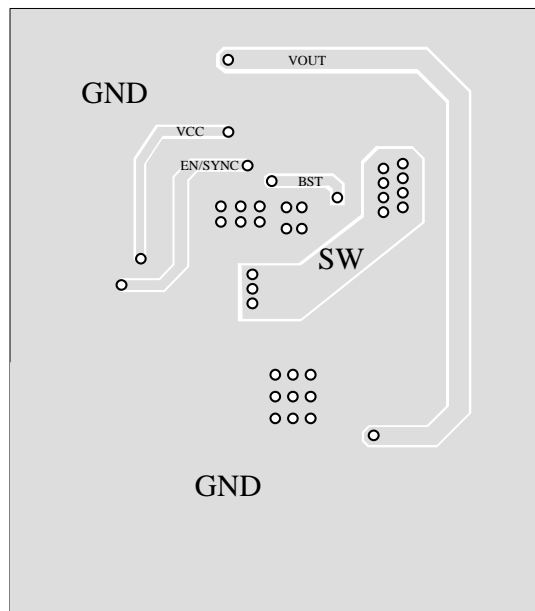 VOUT
GND
VCC
EN/SYNC
BST
SW
GND